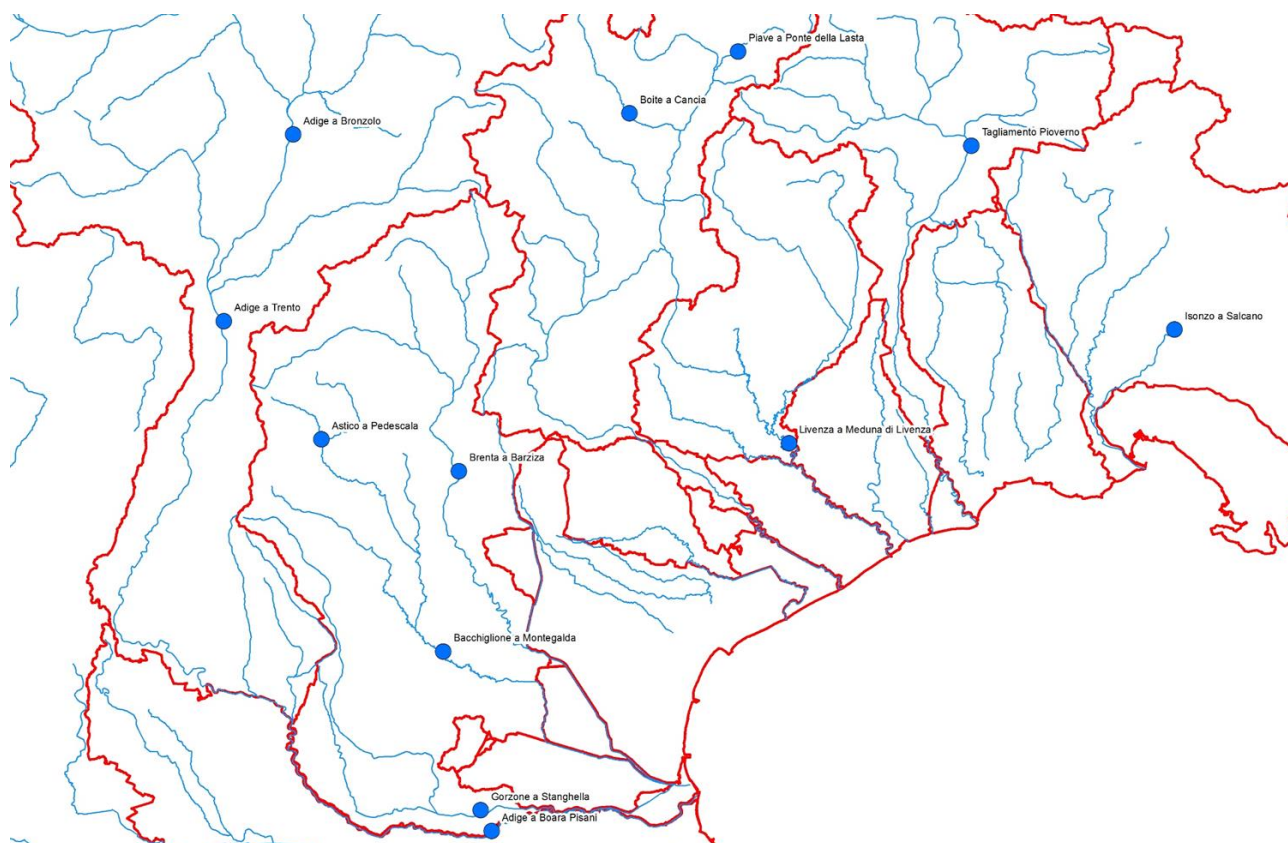 Piave a Ponte della Lasta
Boite a Cancia
Adige a Bronzolo
Tagliamento Pioverno
Adige a Trento
Isonzo a Salcano
Astico a Pedescala
Livenza a Meduna di Livenza
Brenta a Barziza
Bacchiglione a Montegalda
Gorzone a Stanghella
Adige a Boara Pisani